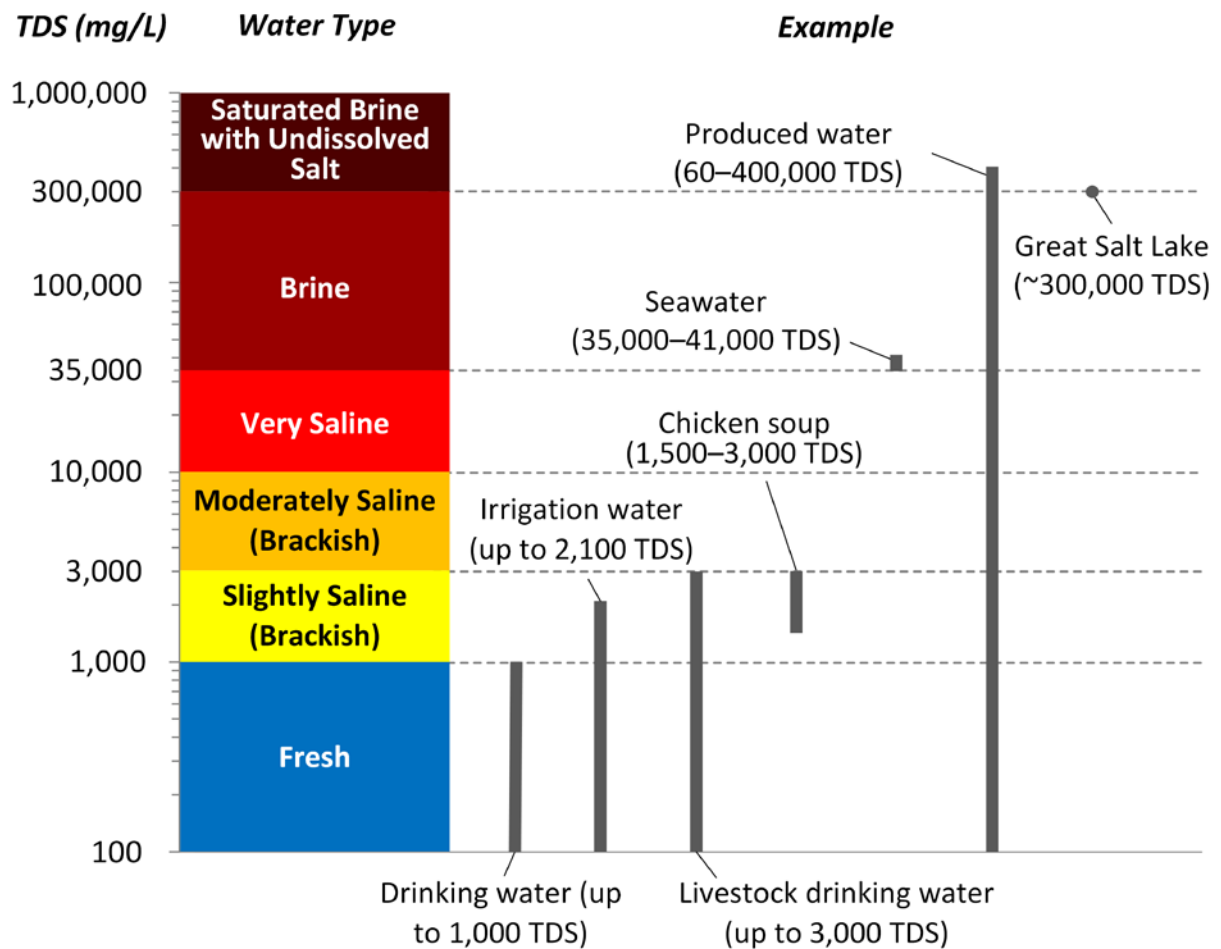 TDS (mg/L) Water Type Example
1,000,000
Saturated Brine
with Undissolved
Salt
Produced water
(60–400,000 TDS)
300,000
Great Salt Lake
(~300,000 TDS)
100,000
Brine
Seawater
(35,000–41,000 TDS)
35,000
Very Saline
Chicken soup
(1,500–3,000 TDS)
10,000
Moderately Saline
(Brackish)
Irrigation water
(up to 2,100 TDS)
3,000
Slightly Saline
(Brackish)
1,000
Fresh
100
Drinking water (up
to 1,000 TDS)
Livestock drinking water
(up to 3,000 TDS)